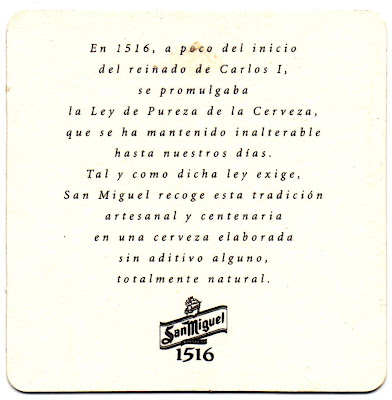 En 1516, a poco del inicio
del reinado de Carlos I,
se promulgaba
la Ley de Pureza de la Cerveza,
que se ha mantenido inalterable
hasta nuestros días.
Tal y como dicha ley exige,
San Miguel recoge esta tradición
artesanal y centenaria
en una cerveza elaborada
sin aditivo alguno,
totalmente natural.
San Miguel
1516